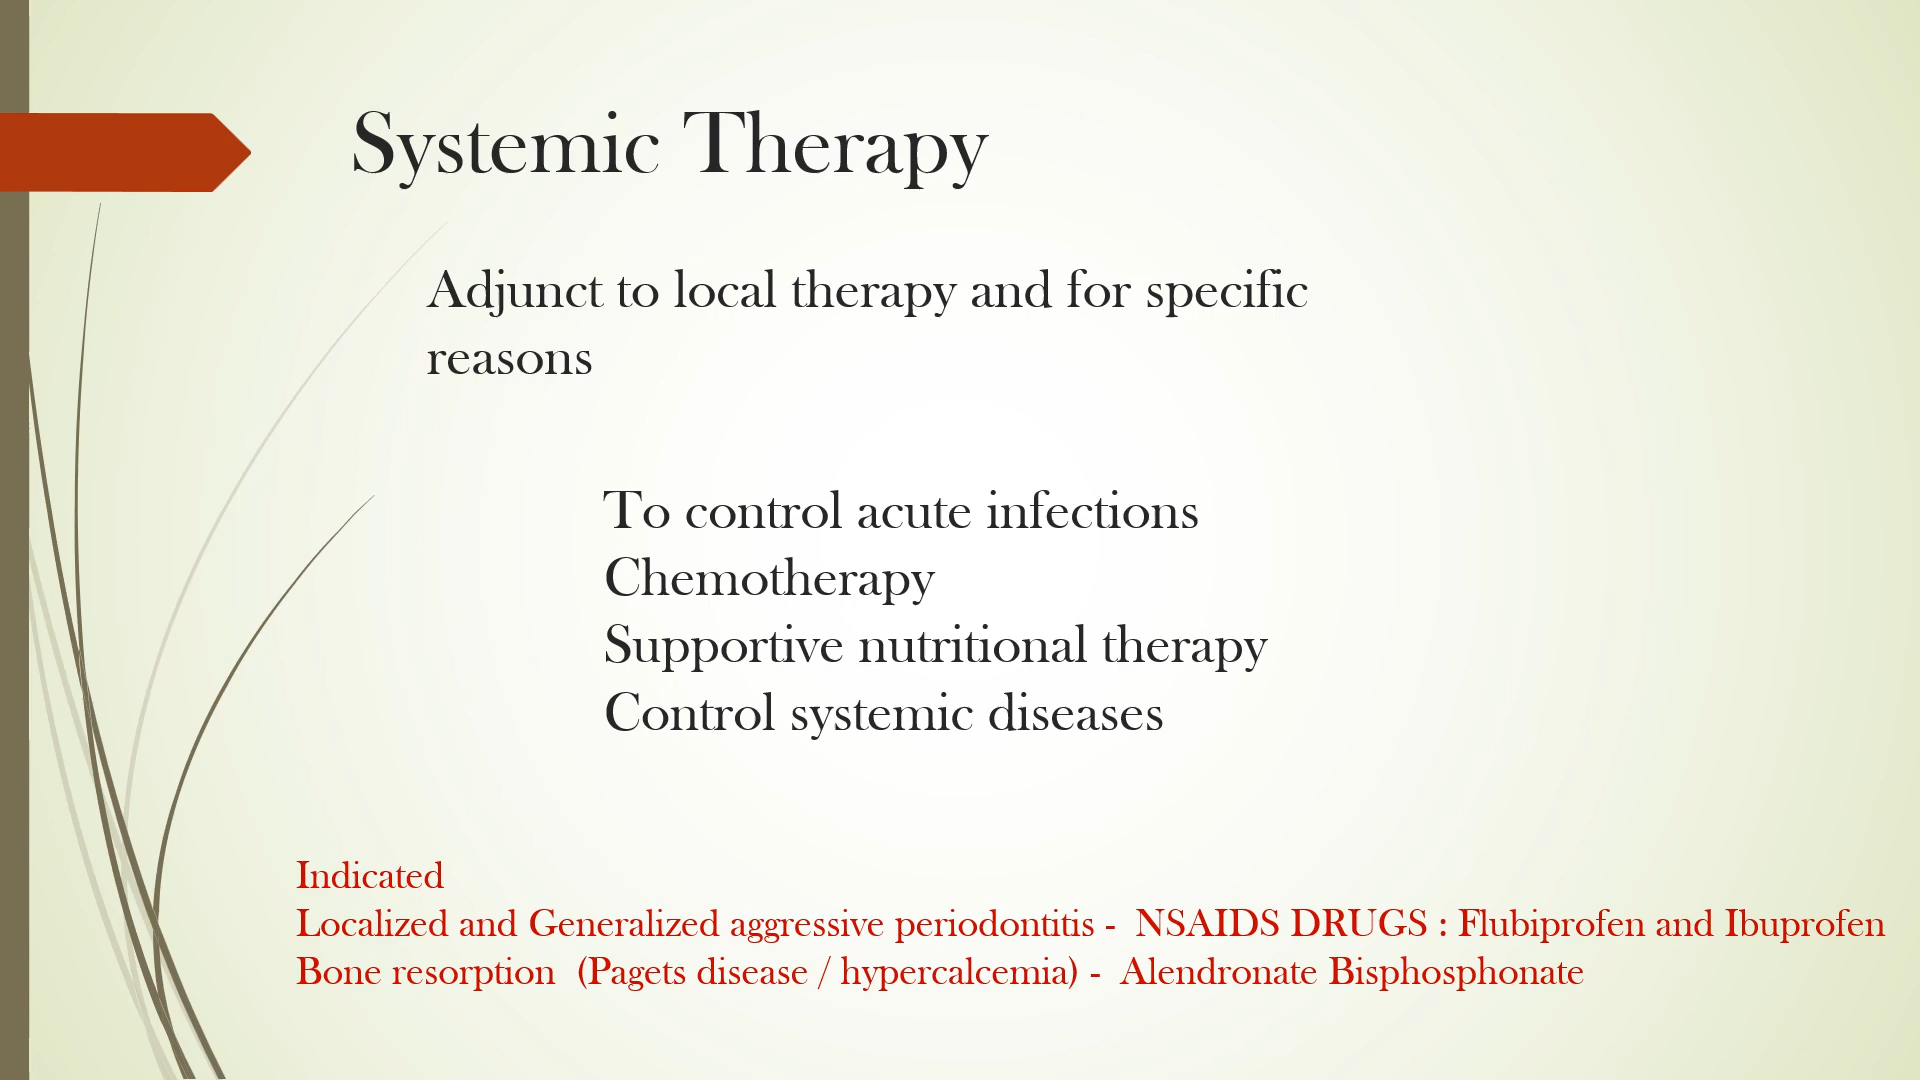 Systemic Therapy
Adjunct to local therapy and for specific
reasons
To control acute infections
Chemotherapy
Supportive nutritional therapy
Control systemic diseases
Indicated
Localized and Generalized aggressive periodontitis -  NSAIDS DRUGS : Flubiprofen and Ibuprofen
Bone resorption  (Pagets disease / hypercalcemia) -  Alendronate Bisphosphonate